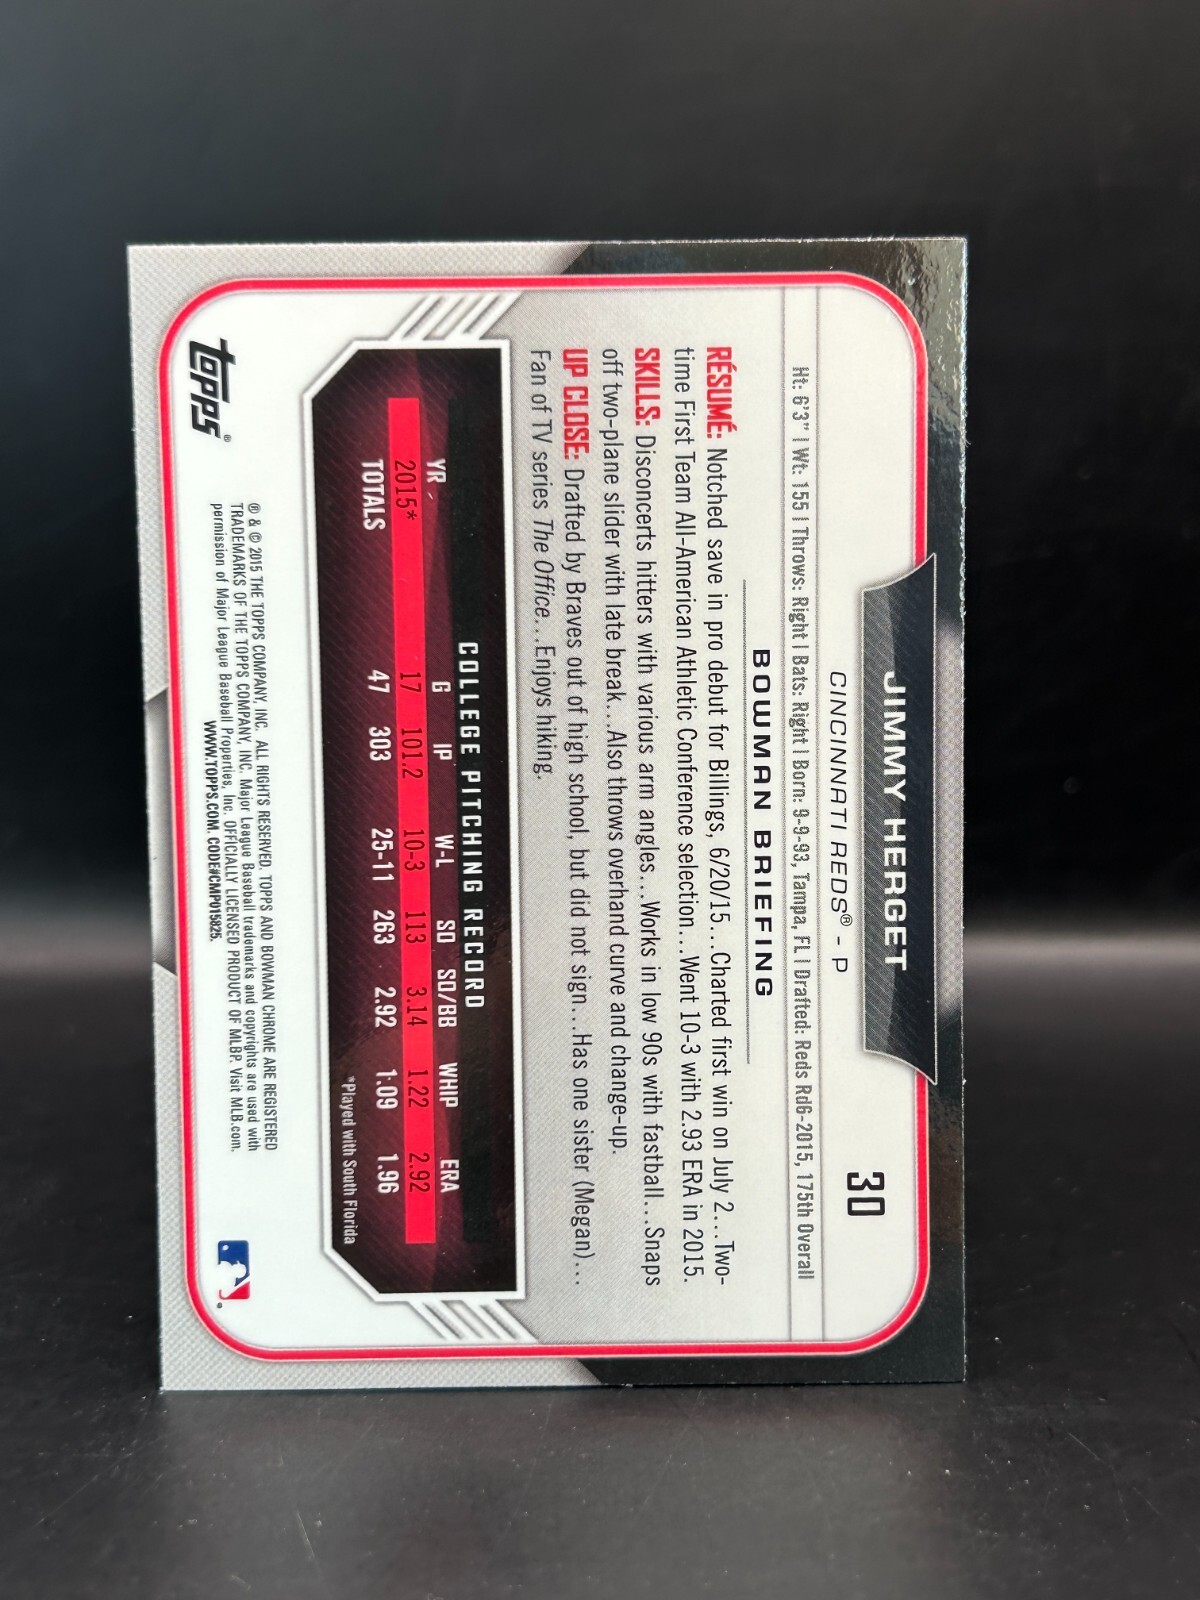 30
JIMMY HERGET
CINCINNATI REDS® - P
Ht: 6'3" | Wt: 155 | Throws: Right | Bats: Right | Born: 9-9-93, Tampa, FL | Drafted: Reds Rd6-2015, 175th Overall
BOWMAN BRIEFING
RÉSUMÉ: Notched save in pro debut for Billings, 6/20/15...Charted first win on July 2...Two-
time First Team All-American Athletic Conference selection...Went 10-3 with 2.93 ERA in 2015.
SKILLS: Disconcerts hitters with various arm angles...Works in low 90s with fastball...Snaps
off two-plane slider with late break...Also throws overhand curve and change-up.
UP CLOSE: Drafted by Braves out of high school, but did not sign...Has one sister (Megan)...
Fan of TV series The Office...Enjoys hiking.
COLLEGE PITCHING RECORD
YR G IP W-L SO SO/BB WHIP ERA
2015* 17 101.2 10-3 113 3.14 1.22 2.92
TOTALS 47 303 25-11 263 2.92 1.09 1.96
*Played with South Florida
topps®
® & © 2015 THE TOPPS COMPANY, INC. ALL RIGHTS RESERVED. TOPPS AND BOWMAN CHROME ARE REGISTERED
TRADEMARKS OF THE TOPPS COMPANY, INC. Major League Baseball trademarks and copyrights are used with
permission of Major League Baseball Properties, Inc. OFFICIALLY LICENSED PRODUCT OF MLBP. Visit MLB.com.
WWW.TOPPS.COM. CODE#CMP015825.